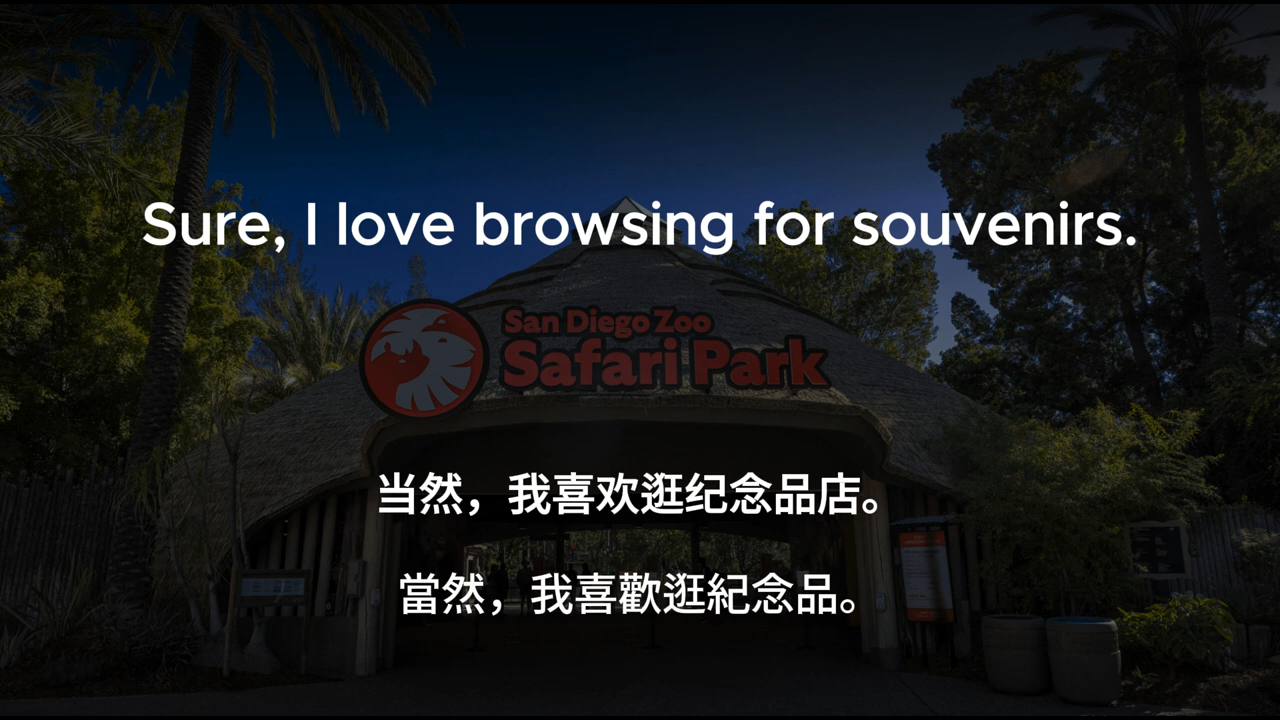 Sure, I love browsing for souvenirs.
San Diego Zoo
Safari Park
当然，我喜欢逛纪念品店。
當然，我喜歡逛紀念品。